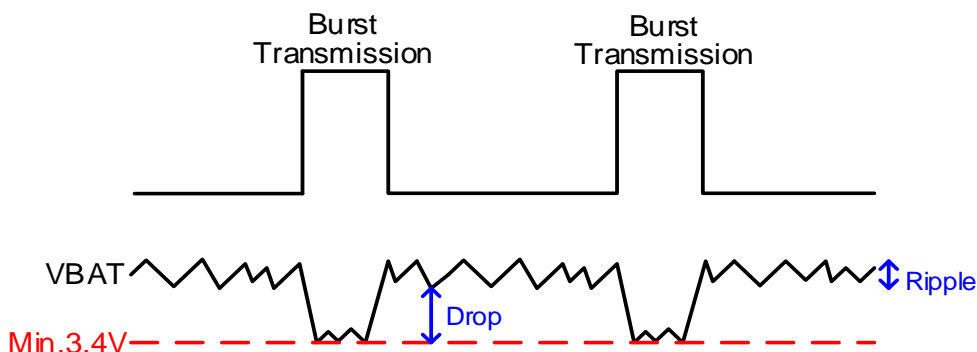 Burst
Transmission
Burst
Transmission
VBAT
Ripple
Drop
Min.3.4V